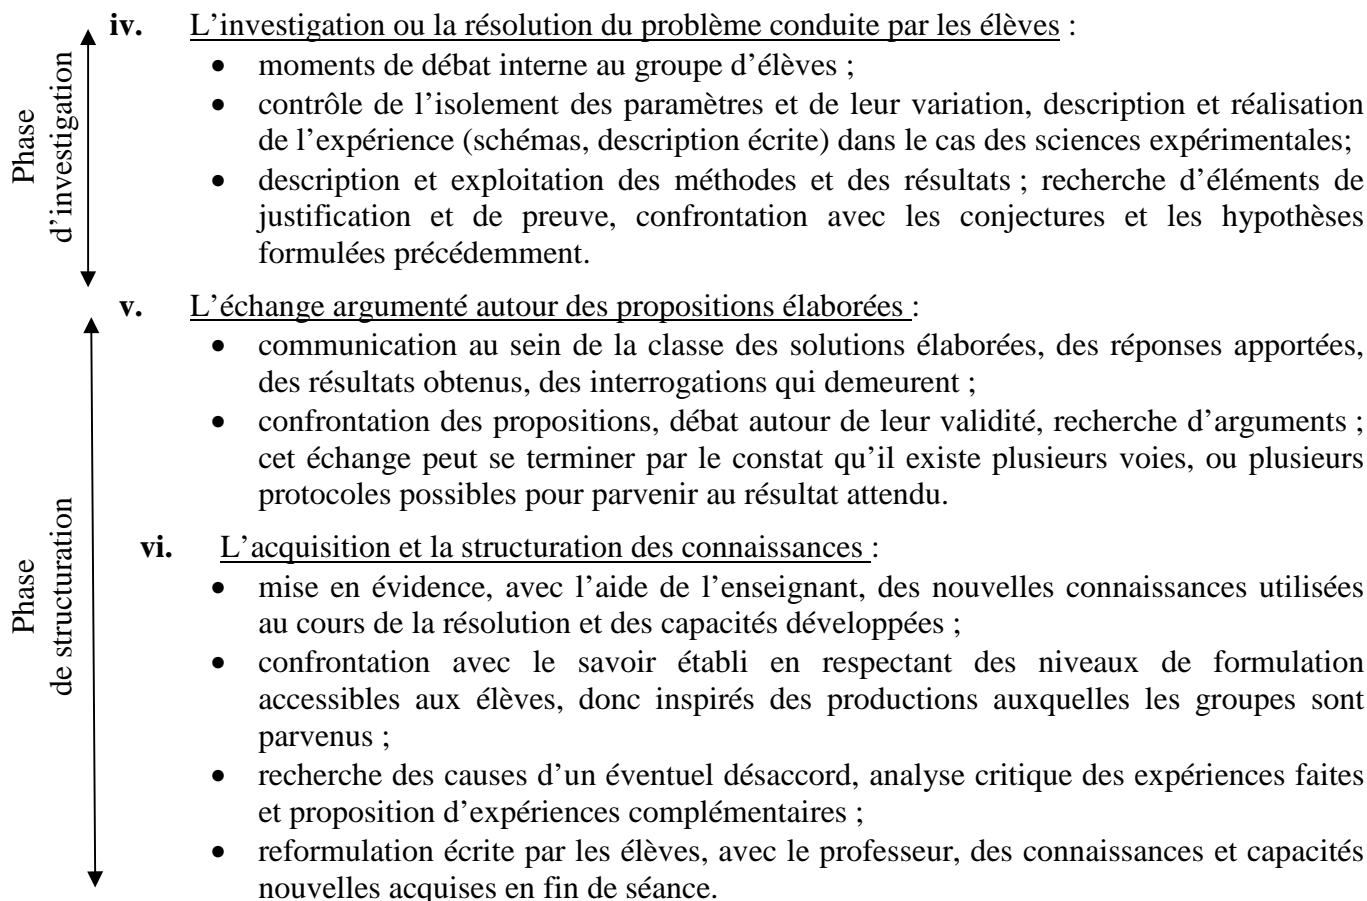 iv. L'investigation ou la résolution du problème conduite par les élèves :
• moments de débat interne au groupe d'élèves ;
• contrôle de l'isolement des paramètres et de leur variation, description et réalisation
de l'expérience (schémas, description écrite) dans le cas des sciences expérimentales;
• description et exploitation des méthodes et des résultats ; recherche d'éléments de
justification et de preuve, confrontation avec les conjectures et les hypothèses
formulées précédemment.
Phase
d'investigation
v. L'échange argumenté autour des propositions élaborées :
• communication au sein de la classe des solutions élaborées, des réponses apportées,
des résultats obtenus, des interrogations qui demeurent ;
• confrontation des propositions, débat autour de leur validité, recherche d'arguments ;
cet échange peut se terminer par le constat qu'il existe plusieurs voies, ou plusieurs
protocoles possibles pour parvenir au résultat attendu.
vi. L'acquisition et la structuration des connaissances :
• mise en évidence, avec l'aide de l'enseignant, des nouvelles connaissances utilisées
au cours de la résolution et des capacités développées ;
• confrontation avec le savoir établi en respectant des niveaux de formulation
accessibles aux élèves, donc inspirés des productions auxquelles les groupes sont
parvenus ;
• recherche des causes d'un éventuel désaccord, analyse critique des expériences faites
et proposition d'expériences complémentaires ;
• reformulation écrite par les élèves, avec le professeur, des connaissances et capacités
nouvelles acquises en fin de séance.
Phase
de structuration